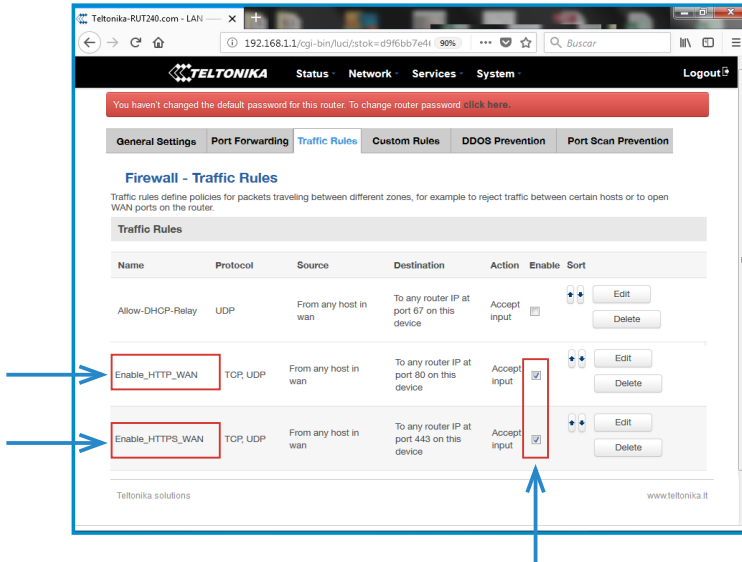 Teltonika-RUT240.com - LAN
192.168.1.1/cgi-bin/luci/;stok=d9f6bb7e4
90%
Buscar
TELTONIKA
Status
Network
Services
System
Logout
You haven't changed the default password for this router. To change router password click here.
General Settings
Port Forwarding
Traffic Rules
Custom Rules
DDOS Prevention
Port Scan Prevention
Firewall - Traffic Rules
Traffic rules define policies for packets traveling between different zones, for example to reject traffic between certain hosts or to open
WAN ports on the router.
Traffic Rules
Name Protocol Source Destination Action Enable Sort
Allow-DHCP-Relay
UDP
From any host in
wan
To any router IP at
port 67 on this
device
Accept
input
Edit
Delete
Enable_HTTP_WAN
TCP, UDP
From any host in
wan
To any router IP at
port 80 on this
device
Accept
input
Edit
Delete
Enable_HTTPS_WAN
TCP, UDP
From any host in
wan
To any router IP at
port 443 on this
device
Accept
input
Edit
Delete
Teltonika solutions
www.teltonika.lt